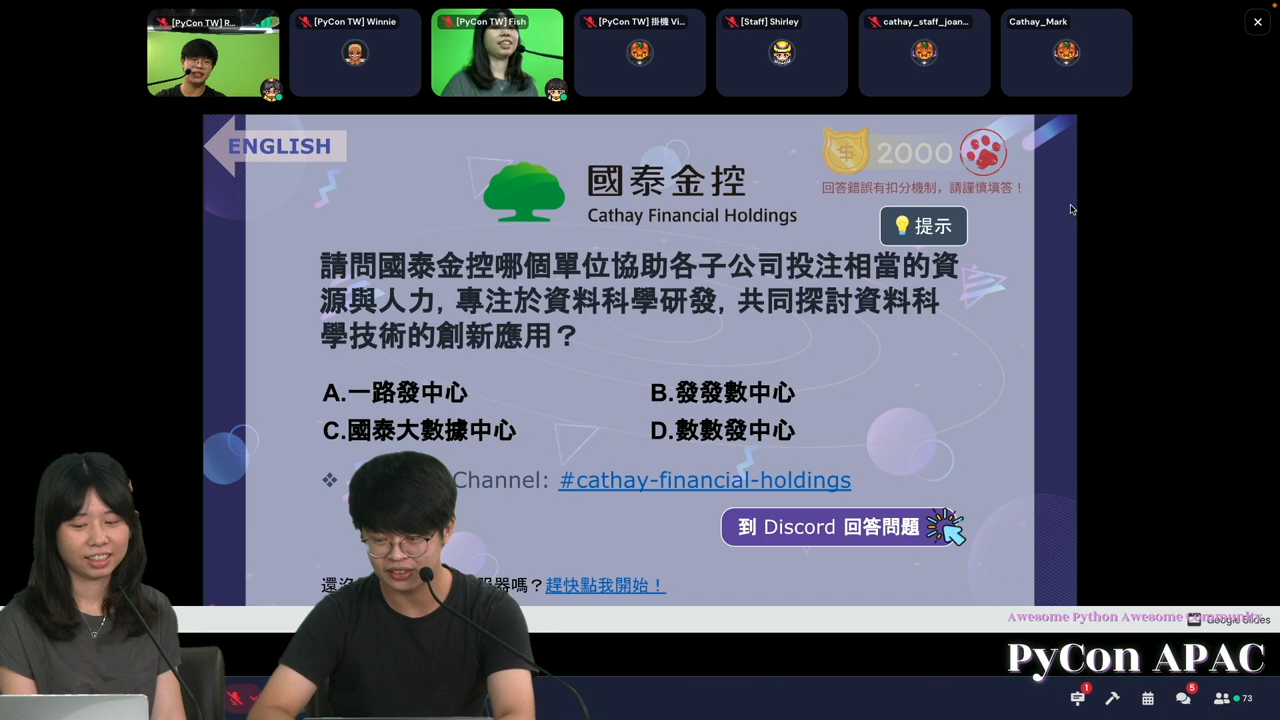 [PyCon TW] R...
[PyCon TW] Winnie
[PyCon TW] Fish
[PyCon TW] 掛機 Vi...
[Staff] Shirley
cathay_staff_joan...
Cathay_Mark
ENGLISH
2000
回答錯誤有扣分機制，請謹慎填答！
國泰金控
Cathay Financial Holdings
提示
請問國泰金控哪個單位協助各子公司投注相當的資
源與人力，專注於資料科學研發，共同探討資料科
學技術的創新應用？
A.一路發中心
B.發發數中心
C.國泰大數據中心
D.數數發中心
Channel: #cathay-financial-holdings
到 Discord 回答問題
還沒 器嗎？趕快點我開始！
Awesome Python Awesome Community
Google Slides
PyCon APAC
1
5
73